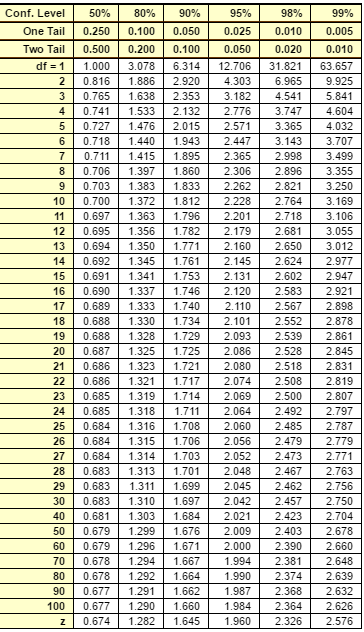 Conf. Level 50% 80% 90% 95% 98% 99%
One Tail 0.250 0.100 0.050 0.025 0.010 0.005
Two Tail 0.500 0.200 0.100 0.050 0.020 0.010
df = 1 1.000 3.078 6.314 12.706 31.821 63.657
2 0.816 1.886 2.920 4.303 6.965 9.925
3 0.765 1.638 2.353 3.182 4.541 5.841
4 0.741 1.533 2.132 2.776 3.747 4.604
5 0.727 1.476 2.015 2.571 3.365 4.032
6 0.718 1.440 1.943 2.447 3.143 3.707
7 0.711 1.415 1.895 2.365 2.998 3.499
8 0.706 1.397 1.860 2.306 2.896 3.355
9 0.703 1.383 1.833 2.262 2.821 3.250
10 0.700 1.372 1.812 2.228 2.764 3.169
11 0.697 1.363 1.796 2.201 2.718 3.106
12 0.695 1.356 1.782 2.179 2.681 3.055
13 0.694 1.350 1.771 2.160 2.650 3.012
14 0.692 1.345 1.761 2.145 2.624 2.977
15 0.691 1.341 1.753 2.131 2.602 2.947
16 0.690 1.337 1.746 2.120 2.583 2.921
17 0.689 1.333 1.740 2.110 2.567 2.898
18 0.688 1.330 1.734 2.101 2.552 2.878
19 0.688 1.328 1.729 2.093 2.539 2.861
20 0.687 1.325 1.725 2.086 2.528 2.845
21 0.686 1.323 1.721 2.080 2.518 2.831
22 0.686 1.321 1.717 2.074 2.508 2.819
23 0.685 1.319 1.714 2.069 2.500 2.807
24 0.685 1.318 1.711 2.064 2.492 2.797
25 0.684 1.316 1.708 2.060 2.485 2.787
26 0.684 1.315 1.706 2.056 2.479 2.779
27 0.684 1.314 1.703 2.052 2.473 2.771
28 0.683 1.313 1.701 2.048 2.467 2.763
29 0.683 1.311 1.699 2.045 2.462 2.756
30 0.683 1.310 1.697 2.042 2.457 2.750
40 0.681 1.303 1.684 2.021 2.423 2.704
50 0.679 1.299 1.676 2.009 2.403 2.678
60 0.679 1.296 1.671 2.000 2.390 2.660
70 0.678 1.294 1.667 1.994 2.381 2.648
80 0.678 1.292 1.664 1.990 2.374 2.639
90 0.677 1.291 1.662 1.987 2.368 2.632
100 0.677 1.290 1.660 1.984 2.364 2.626
z 0.674 1.282 1.645 1.960 2.326 2.576